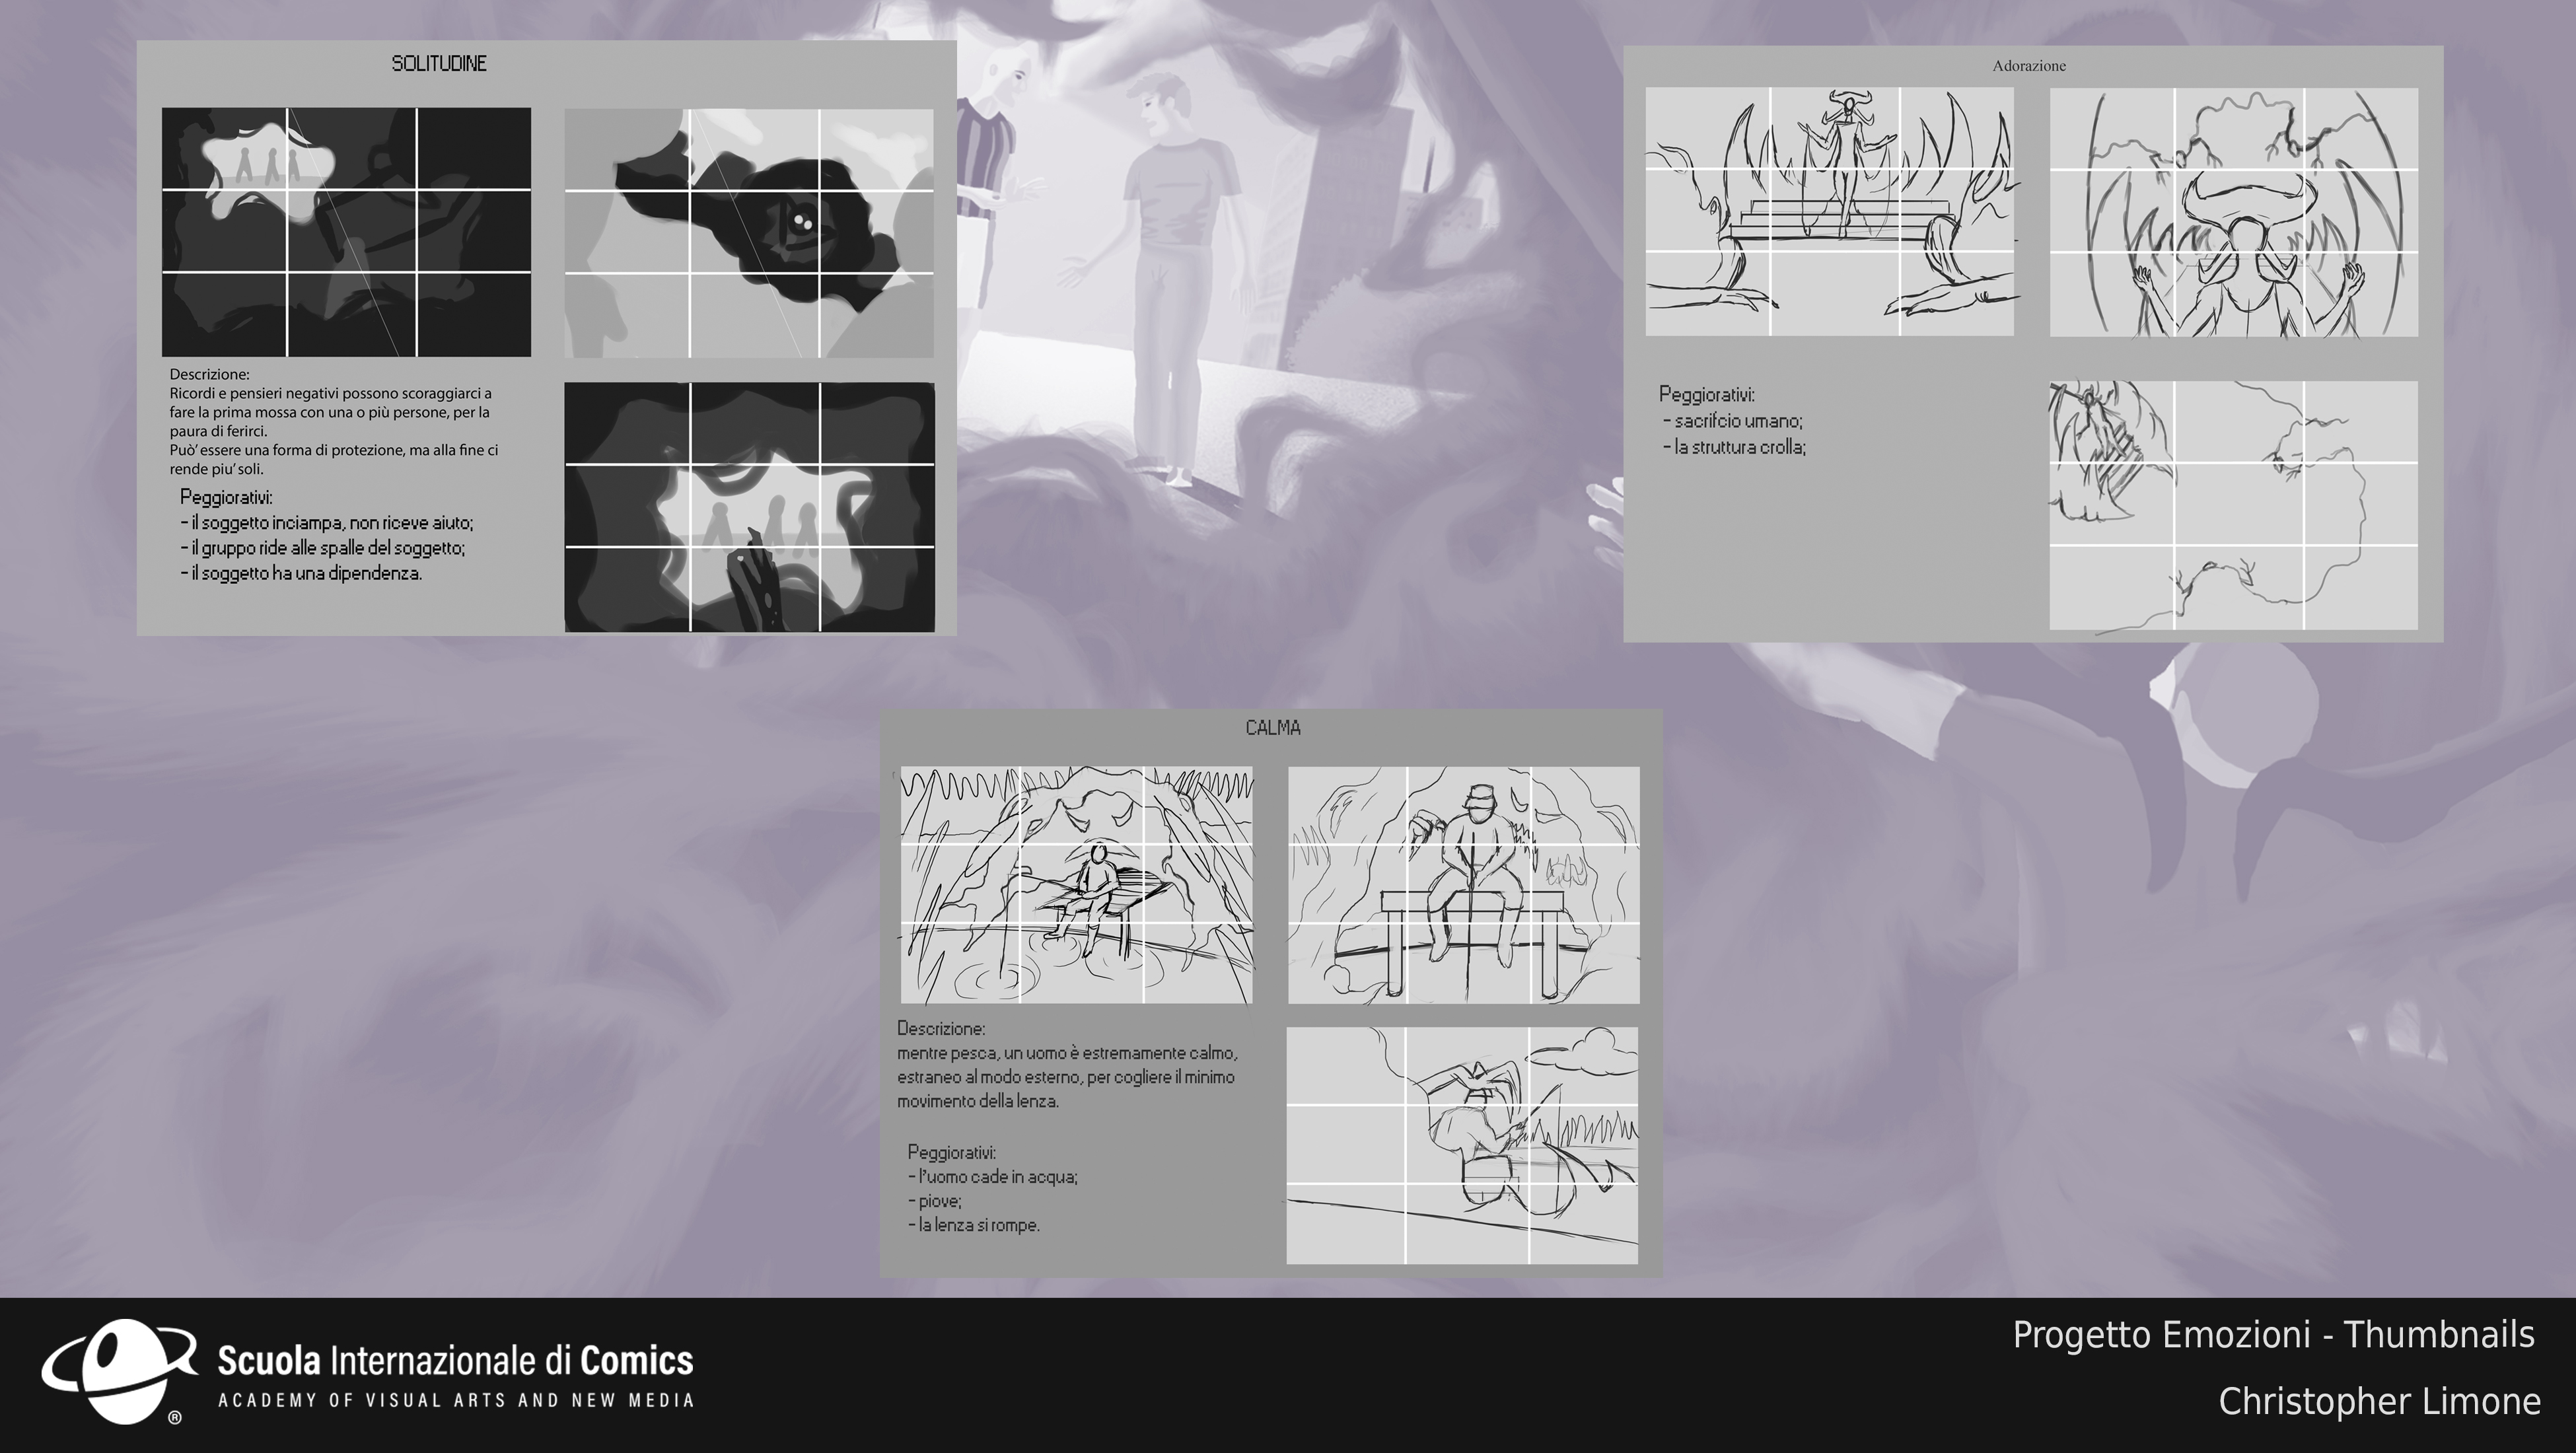 SOLITUDINE
Descrizione:
Ricordi e pensieri negativi possono scoraggiarci a
fare la prima mossa con una o più persone, per la
paura di ferirci.
Può' essere una forma di protezione, ma alla fine ci
rende piu' soli.
Peggiorativi:
- il soggetto inciampa, non riceve aiuto;
- il gruppo ride alle spalle del soggetto;
- il soggetto ha una dipendenza.
Adorazione
Peggiorativi:
- sacrifcio umano;
- la struttura crolla;
CALMA
Descrizione:
mentre pesca, un uomo è estremamente calmo,
estraneo al modo esterno, per cogliere il minimo
movimento della lenza.
Peggiorativi:
- l'uomo cade in acqua;
- piove;
- la lenza si rompe.
Scuola Internazionale di Comics
ACADEMY OF VISUAL ARTS AND NEW MEDIA
®
Progetto Emozioni - Thumbnails
Christopher Limone